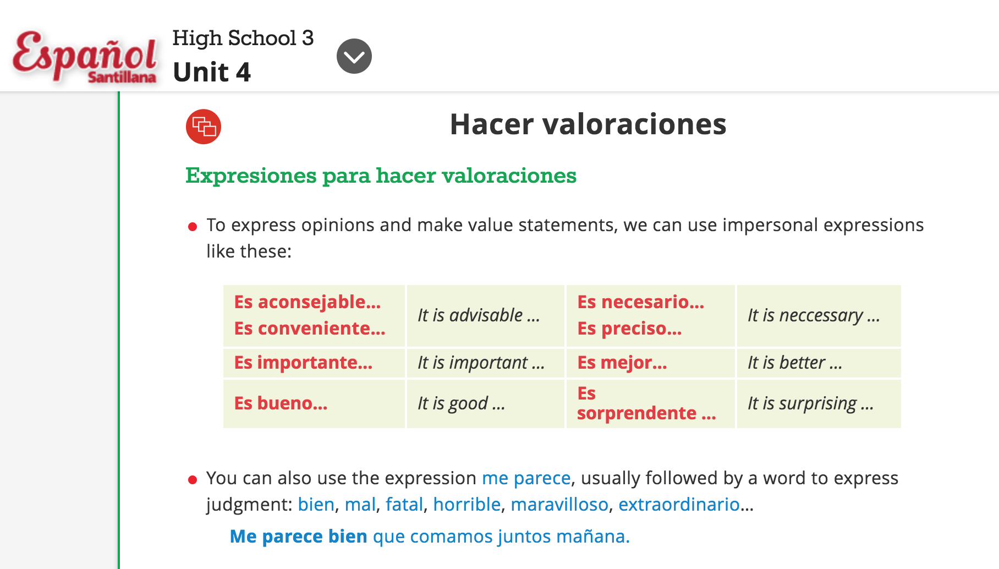 Español
Santillana
High School 3
Unit 4
Hacer valoraciones
Expresiones para hacer valoraciones
To express opinions and make value statements, we can use impersonal expressions
like these:
Es aconsejable...
Es conveniente...
It is advisable ...
Es necesario...
Es preciso...
It is neccessary ...
Es importante...
It is important ...
Es mejor...
It is better ...
Es bueno...
It is good ...
Es
sorprendente ...
It is surprising ...
You can also use the expression me parece, usually followed by a word to express
judgment: bien, mal, fatal, horrible, maravilloso, extraordinario...
Me parece bien que comamos juntos mañana.